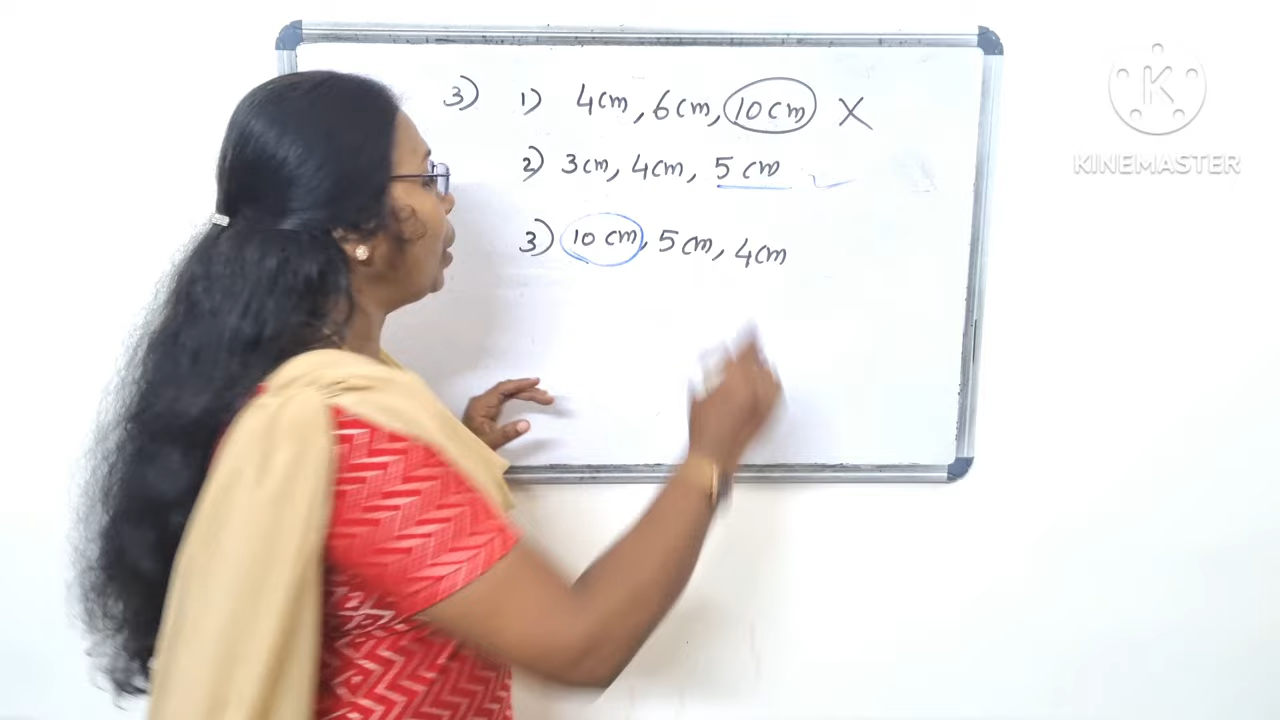 3) 1) 4cm, 6cm, 10cm X
2) 3cm, 4cm, 5cm ✓
3) 10cm, 5cm, 4cm
K
KINEMASTER